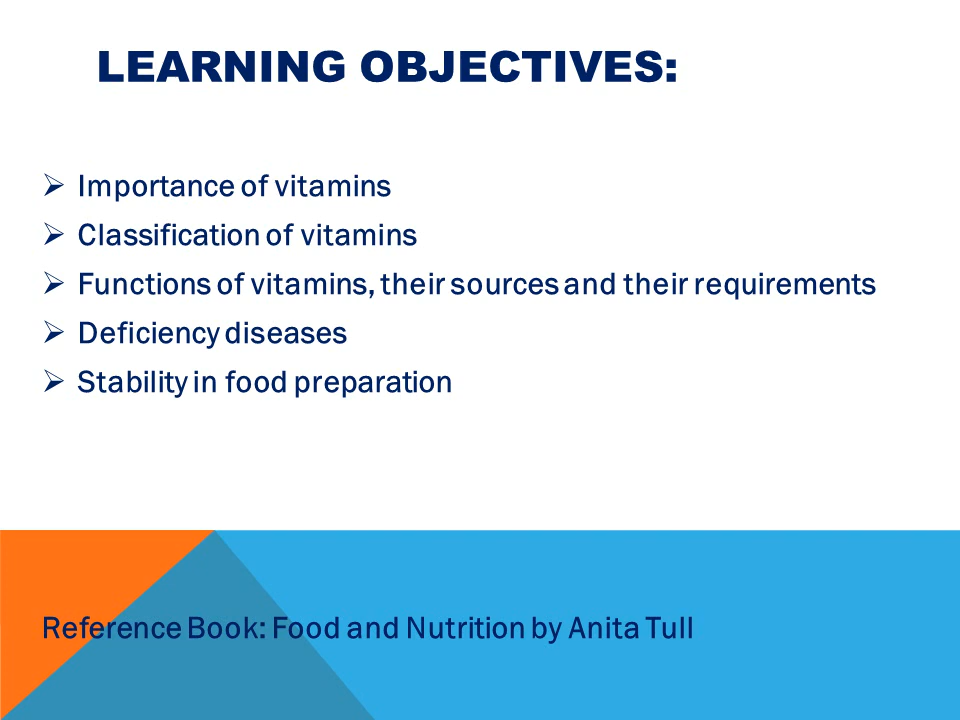 LEARNING OBJECTIVES:
➢ Importance of vitamins
➢ Classification of vitamins
➢ Functions of vitamins, their sources and their requirements
➢ Deficiency diseases
➢ Stability in food preparation
Reference Book: Food and Nutrition by Anita Tull